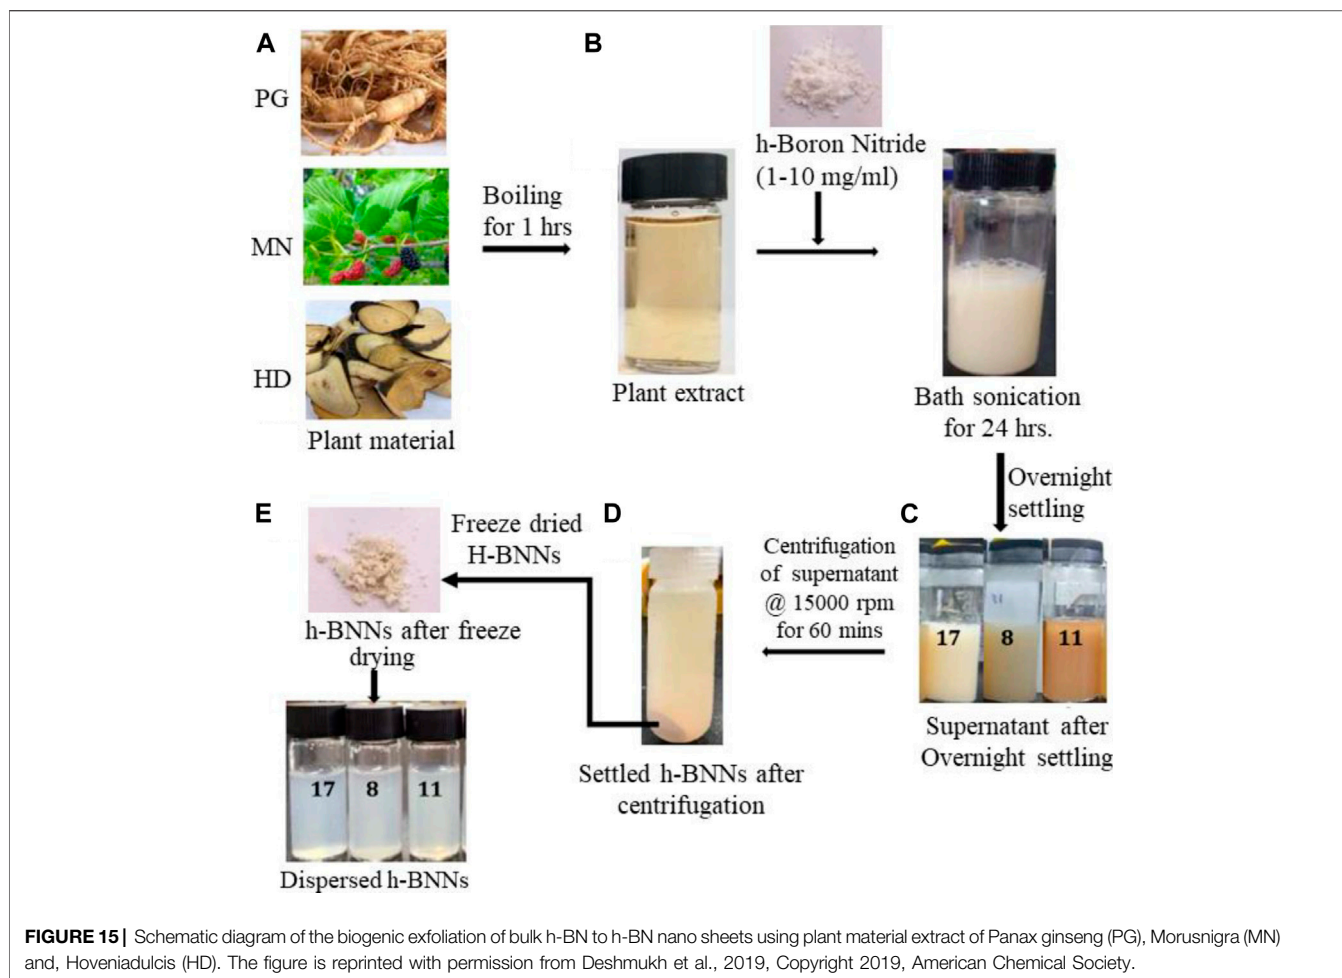 A
PG
MN
HD
Plant material
Boiling
for 1 hrs
B
Plant extract
h-Boron Nitride
(1-10 mg/ml)
Bath sonication
for 24 hrs.
Overnight
settling
C
17 8 11
Supernatant after
Overnight settling
Centrifugation
of supernatant
@ 15000 rpm
for 60 mins
D
Settled h-BNNs after
centrifugation
Freeze dried
H-BNNs
E
h-BNNs after freeze
drying
17 8 11
Dispersed h-BNNs
FIGURE 15 | Schematic diagram of the biogenic exfoliation of bulk h-BN to h-BN nano sheets using plant material extract of Panax ginseng (PG), Morusnigra (MN)
and, Hoveniadulcis (HD). The figure is reprinted with permission from Deshmukh et al., 2019, Copyright 2019, American Chemical Society.